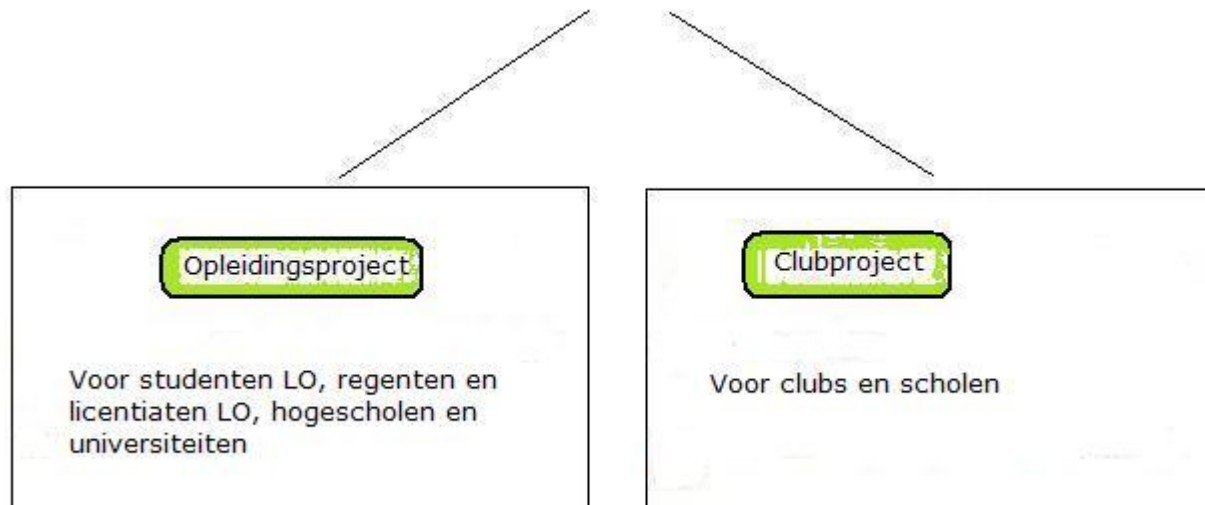 Opleidingsproject
Voor studenten LO, regenten en
licentiaten LO, hogescholen en
universiteiten
Clubproject
Voor clubs en scholen